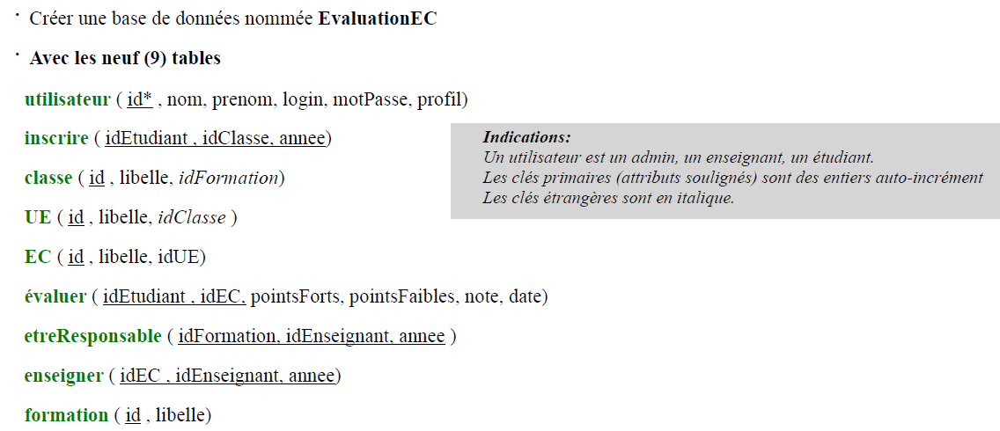 · Créer une base de données nommée EvaluationEC
· Avec les neuf (9) tables
utilisateur ( id* , nom, prenom, login, motPasse, profil)
inscrire ( idEtudiant , idClasse, annee)
classe ( id , libelle, idFormation)
UE ( id , libelle, idClasse )
EC ( id , libelle, idUE)
évaluer ( idEtudiant , idEC, pointsForts, pointsFaibles, note, date)
etreResponsable ( idFormation, idEnseignant, annee )
enseigner ( idEC , idEnseignant, annee)
formation ( id , libelle)
Indications:
Un utilisateur est un admin, un enseignant, un étudiant.
Les clés primaires (attributs soulignés) sont des entiers auto-incrément
Les clés étrangères sont en italique.